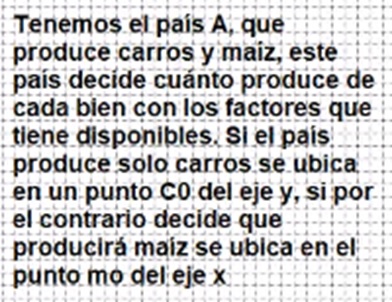 Tenemos el país A, que
produce carros y maíz, este
país decide cuánto produce de
cada bien con los factores que
tiene disponibles. Si el país
produce solo carros se ubica
en un punto C0 del eje y, si por
el contrario decide que
producirá maíz se ubica en el
punto mo del eje x